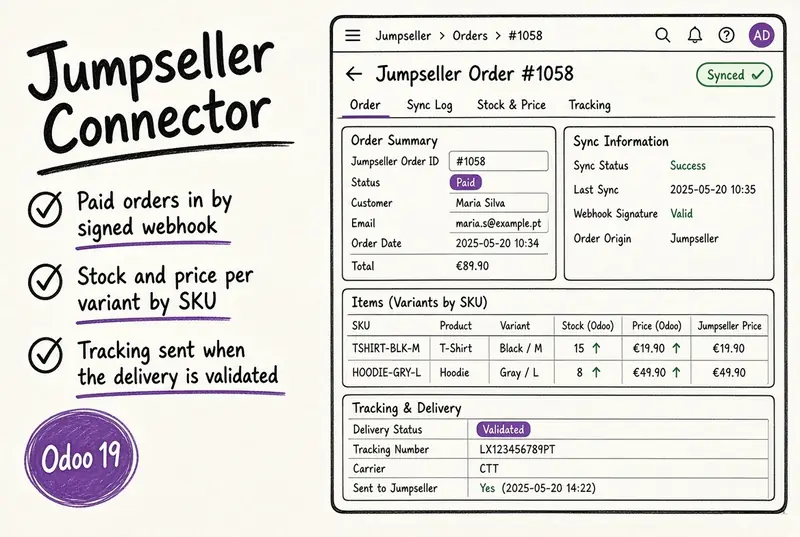 Jumpseller
Connector
Paid orders in by
signed webhook
Stock and price per
variant by SKU
Tracking sent when
the delivery is validated
Odoo 19
Jumpseller > Orders > #1058
AD
Jumpseller Order #1058
Synced
Order Sync Log Stock & Price Tracking
Order Summary
Jumpseller Order ID #1058
Status Paid
Customer Maria Silva
Email maria.s@example.pt
Order Date 2025-05-20 10:34
Total €89.90
Sync Information
Sync Status Success
Last Sync 2025-05-20 10:35
Webhook Signature Valid
Order Origin Jumpseller
Items (Variants by SKU)
SKU Product Variant Stock (Odoo) Price (Odoo) Jumpseller Price
TSHIRT-BLK-M T-Shirt Black / M 15 ↑ €19.90 ↑ €19.90
HOODIE-GRY-L Hoodie Gray / L 8 ↑ €49.90 ↑ €49.90
Tracking & Delivery
Delivery Status Validated
Tracking Number LX123456789PT
Carrier CTT
Sent to Jumpseller Yes (2025-05-20 14:22)